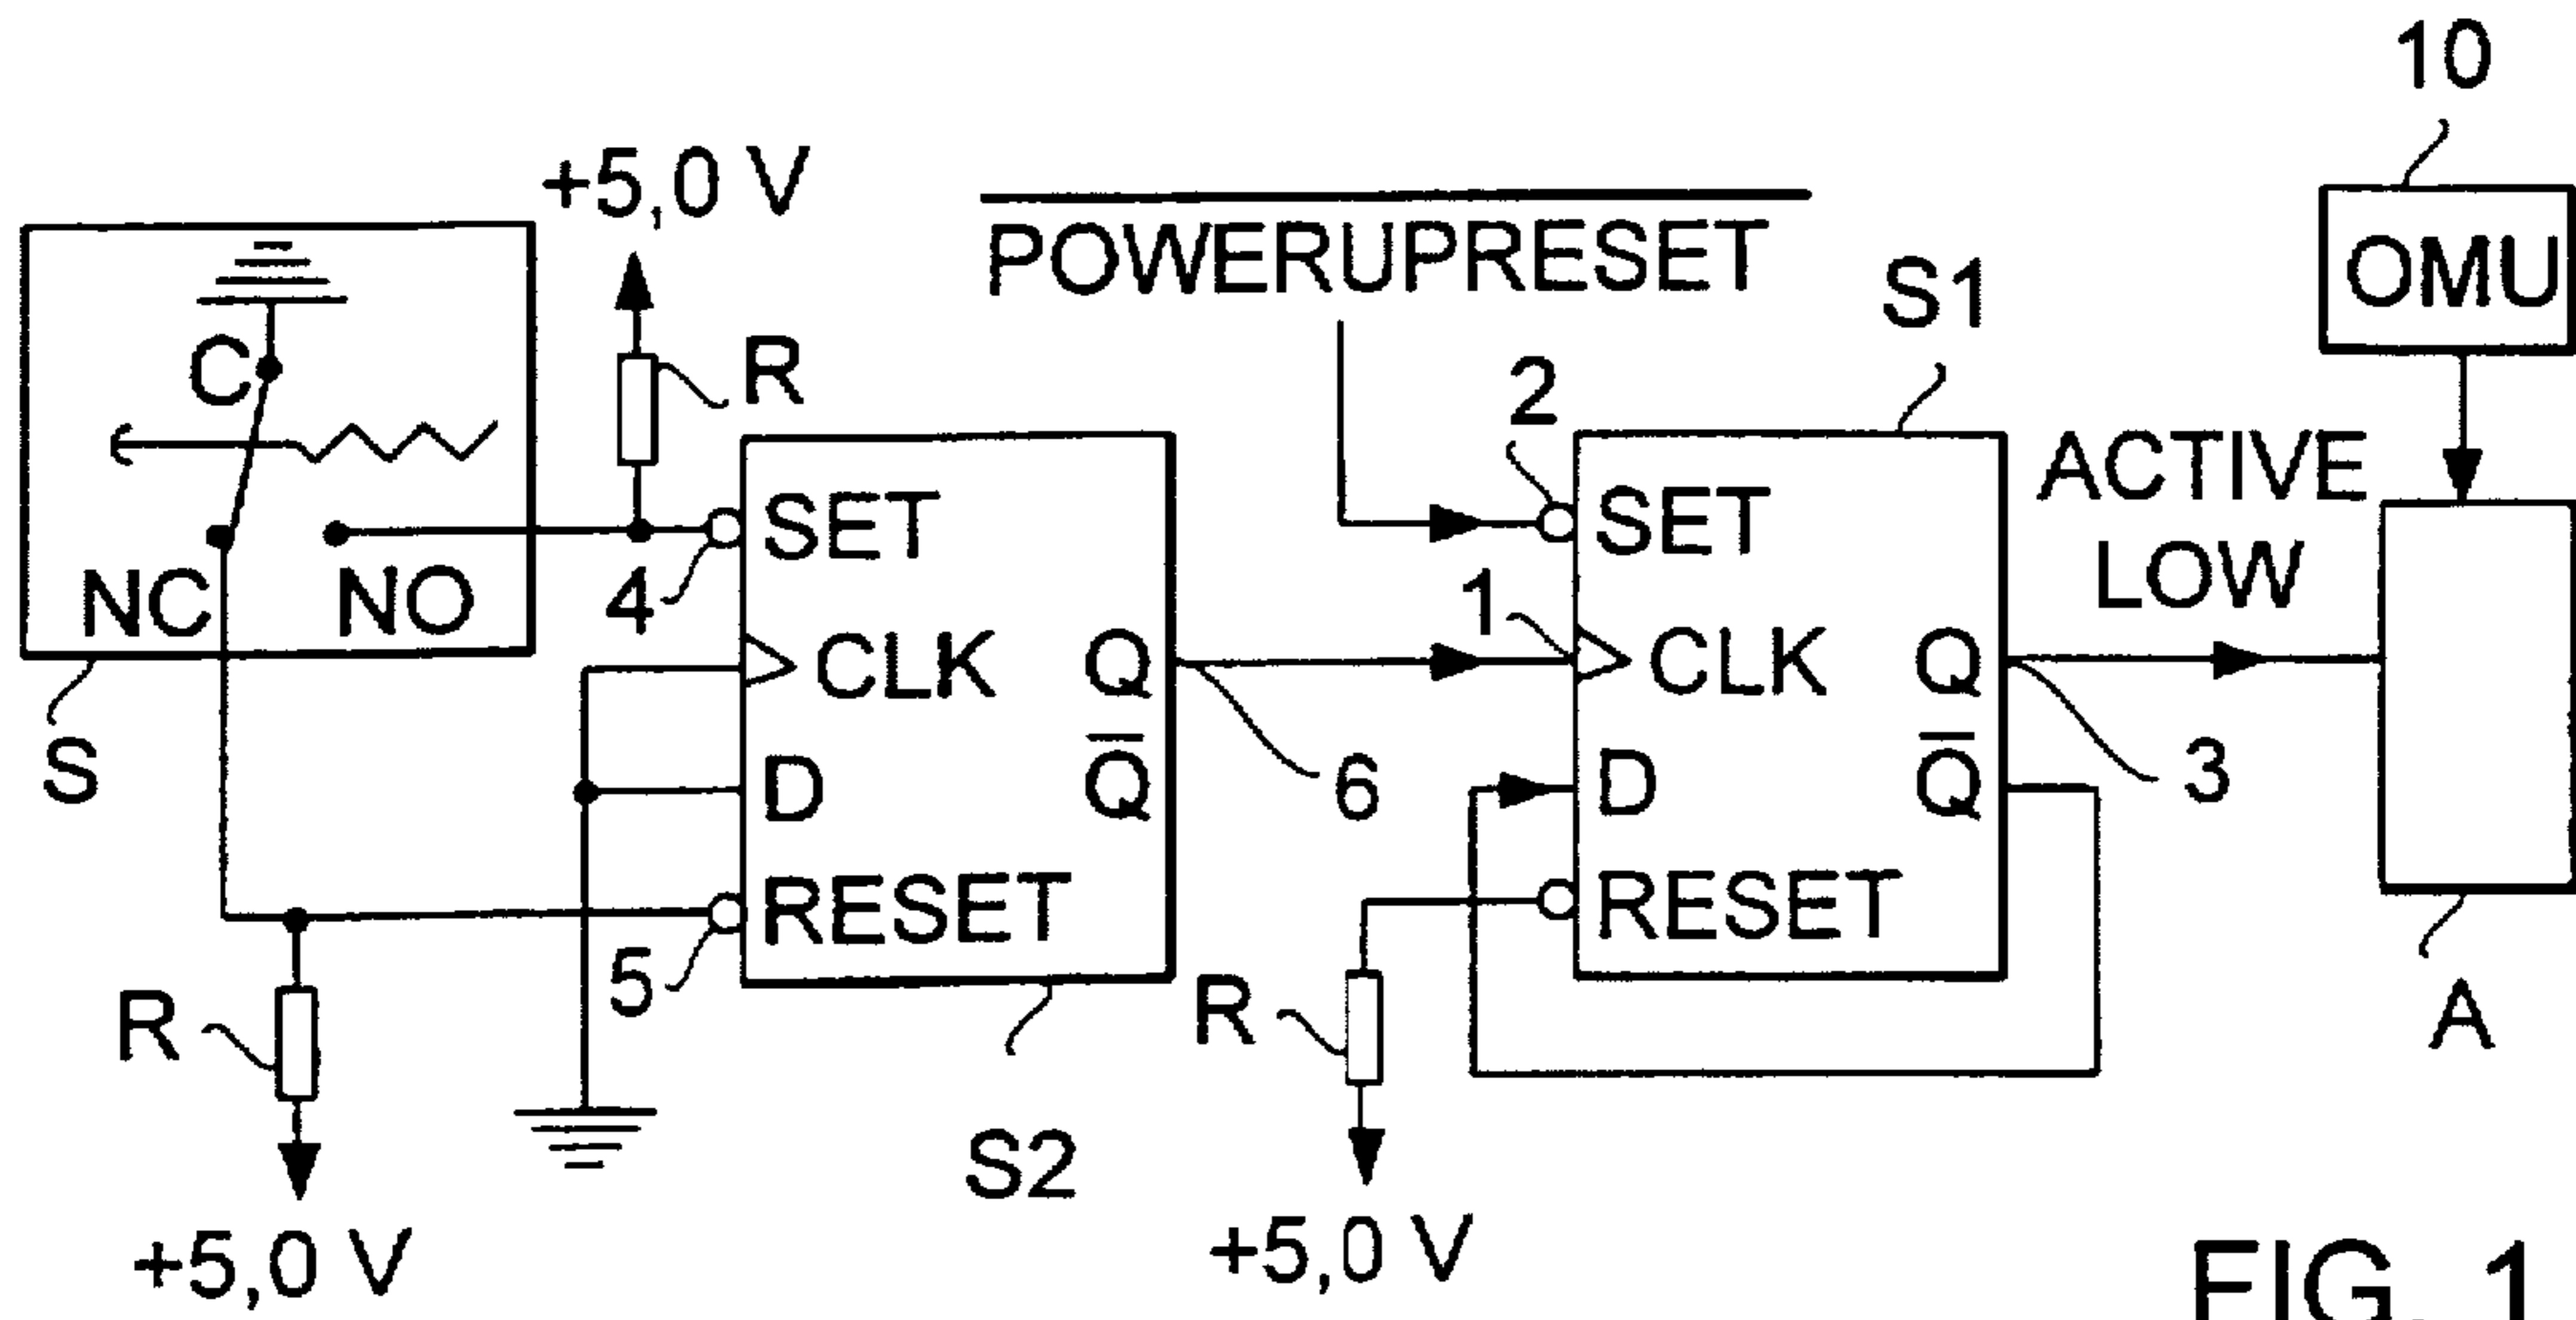 10
+5,0 V
POWERUPRESET
S1
OMU
C
R
2
ACTIVE
LOW
NC
NO
4
SET
CLK
D
RESET
Q
Q̅
1
SET
CLK
D
RESET
Q
Q̅
S
6
3
5
R
R
A
S2
+5,0 V
+5,0 V
FIG. 1